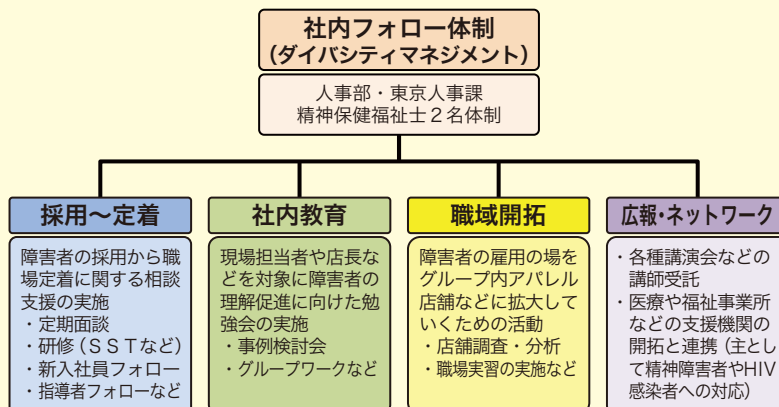 社内フォロー体制
(ダイバシティマネジメント)
人事部・東京人事課
精神保健福祉士2名体制
採用〜定着
障害者の採用から職
場定着に関する相談
支援の実施
・定期面談
・研修(SSTなど)
・新入社員フォロー
・指導者フォローなど
社内教育
現場担当者や店長な
どを対象に障害者の
理解促進に向けた勉
強会の実施
・事例検討会
・グループワークなど
職域開拓
障害者の雇用の場を
グループ内アパレル
店舗などに拡大して
いくための活動
・店舗調査・分析
・職場実習の実施など
広報・ネットワーク
・各種講演会などの
講師受託
・医療や福祉事業所
などの支援機関の
開拓と連携(主とし
て精神障害者やHIV
感染者への対応)